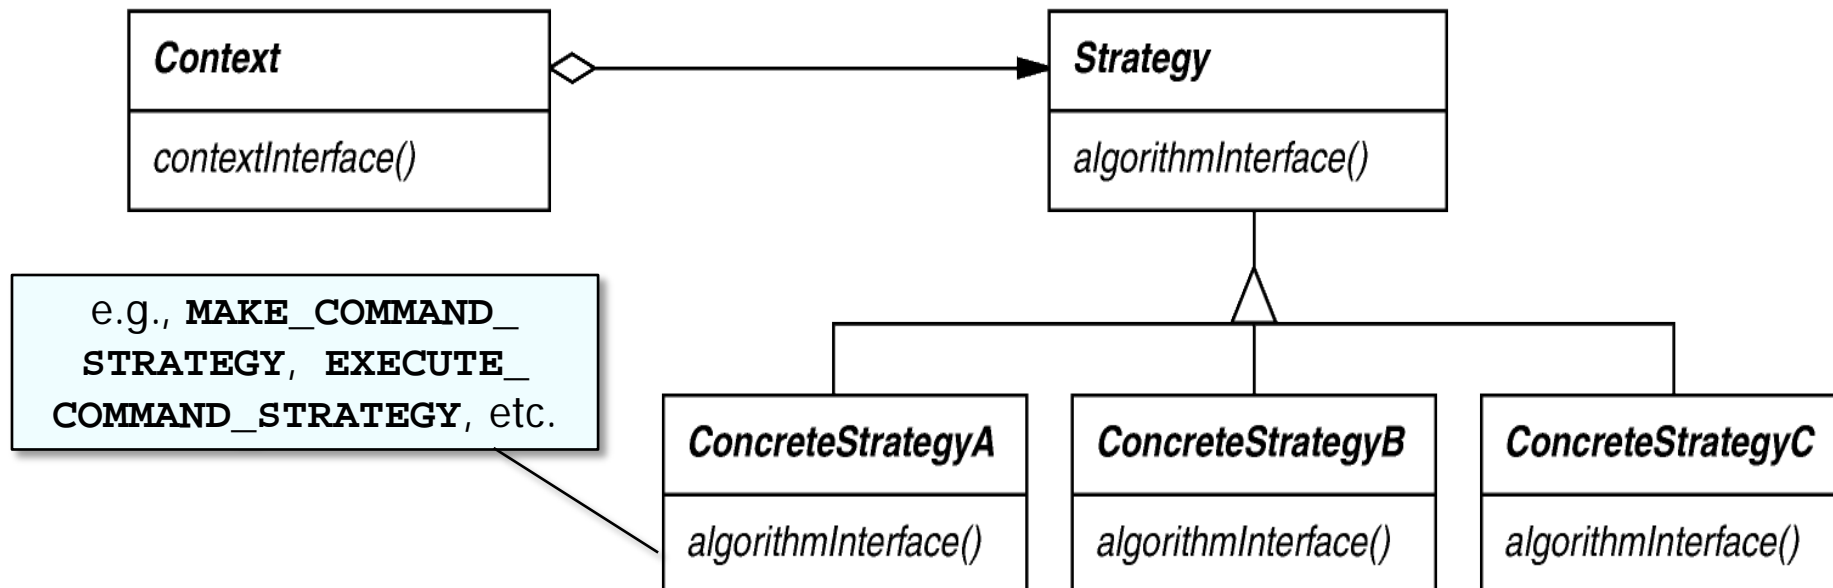 Context
Strategy
contextInterface()
algorithmInterface()
e.g., MAKE_COMMAND_
STRATEGY, EXECUTE_
COMMAND_STRATEGY, etc.
ConcreteStrategyA
ConcreteStrategyB
ConcreteStrategyC
algorithmInterface()
algorithmInterface()
algorithmInterface()